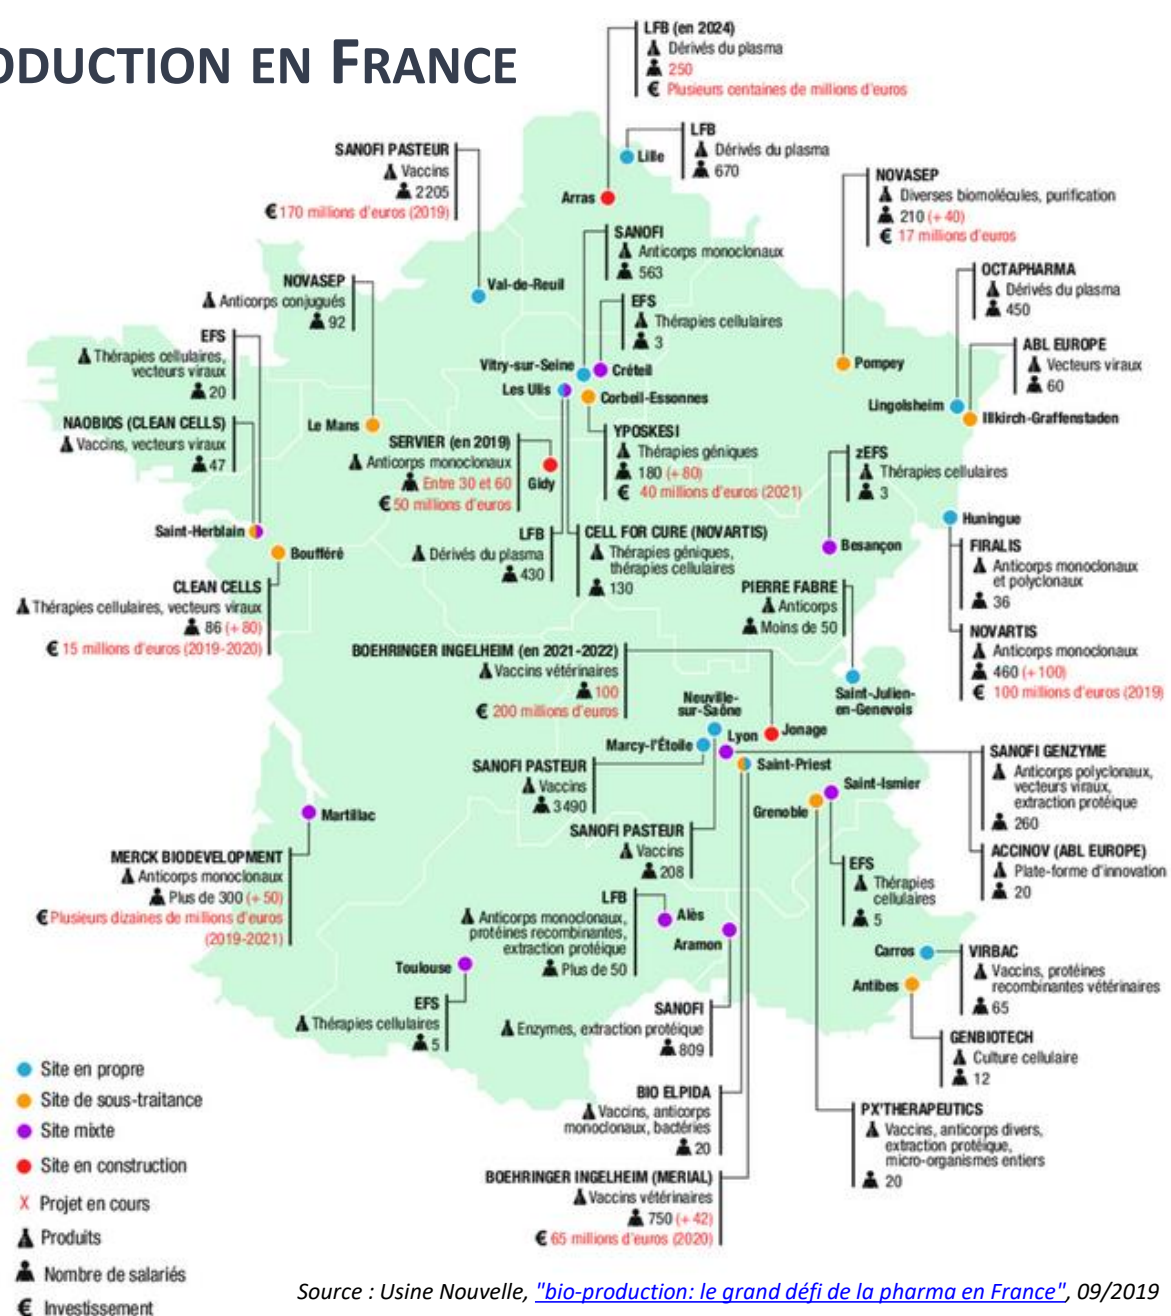 ODUCTION EN FRANCE
LFB (en 2024)
Dérivés du plasma
250
€ Plusieurs centaines de millions d'euros
LFB
Dérivés du plasma
670
Lille
Arras
SANOFI PASTEUR
Vaccins
2205
€ 170 millions d'euros (2019)
Val-de-Reuil
NOVASEP
Diverses biomolécules, purification
210 (+ 40)
€ 17 millions d'euros
Pompey
SANOFI
Anticorps monoclonaux
563
EFS
Thérapies cellulaires
3
Vitry-sur-Seine
Créteil
Les Ulis
Corbeil-Essonnes
NOVASEP
Anticorps conjugués
92
Le Mans
OCTAPHARMA
Dérivés du plasma
450
ABL EUROPE
Vecteurs viraux
60
Lingolsheim
Illkirch-Graffenstaden
EFS
Thérapies cellulaires,
vecteurs viraux
20
NAOBIOS (CLEAN CELLS)
Vaccins, vecteurs viraux
47
Saint-Herblain
Boufféré
CLEAN CELLS
Thérapies cellulaires, vecteurs viraux
86 (+ 80)
€ 15 millions d'euros (2019-2020)
SERVIER (en 2019)
Anticorps monoclonaux
Entre 30 et 60
€ 50 millions d'euros
Gidy
YPOSKESI
Thérapies géniques
180 (+ 80)
€ 40 millions d'euros (2021)
LFB
Dérivés du plasma
430
CELL FOR CURE (NOVARTIS)
Thérapies géniques,
thérapies cellulaires
130
zEFS
Thérapies cellulaires
3
Besançon
Huningue
FIRALIS
Anticorps monoclonaux
et polyclonaux
36
NOVARTIS
Anticorps monoclonaux
460 (+ 100)
€ 100 millions d'euros (2019)
PIERRE FABRE
Anticorps
Moins de 50
Saint-Julien-
en-Genevois
BOEHRINGER INGELHEIM (en 2021-2022)
Vaccins vétérinaires
100
€ 200 millions d'euros
Neuville-
sur-Saône
Lyon
Jonage
Marcy-l'Étoile
Saint-Priest
Saint-Ismier
Grenoble
SANOFI PASTEUR
Vaccins
3490
SANOFI PASTEUR
Vaccins
208
SANOFI GENZYME
Anticorps polyclonaux,
vecteurs viraux,
extraction protéique
260
ACCINOV (ABL EUROPE)
Plate-forme d'innovation
20
Martillac
MERCK BIODEVELOPMENT
Anticorps monoclonaux
Plus de 300 (+ 50)
€ Plusieurs dizaines de millions d'euros
(2019-2021)
LFB
Anticorps monoclonaux,
protéines recombinantes,
extraction protéique
Plus de 50
Alès
Aramon
EFS
Thérapies
cellulaires
5
Toulouse
EFS
Thérapies cellulaires
5
SANOFI
Enzymes, extraction protéique
809
Carros
VIRBAC
Vaccins, protéines
recombinantes vétérinaires
65
Antibes
GENBIOTECH
Culture cellulaire
12
BIO ELPIDA
Vaccins, anticorps
monoclonaux, bactéries
20
PX'THERAPEUTICS
Vaccins, anticorps divers,
extraction protéique,
micro-organismes entiers
20
BOEHRINGER INGELHEIM (MERIAL)
Vaccins vétérinaires
750 (+ 42)
€ 65 millions d'euros (2020)
Site en propre
Site de sous-traitance
Site mixte
Site en construction
X Projet en cours
Produits
Nombre de salariés
€ Investissement
Source : Usine Nouvelle, "bio-production: le grand défi de la pharma en France", 09/2019